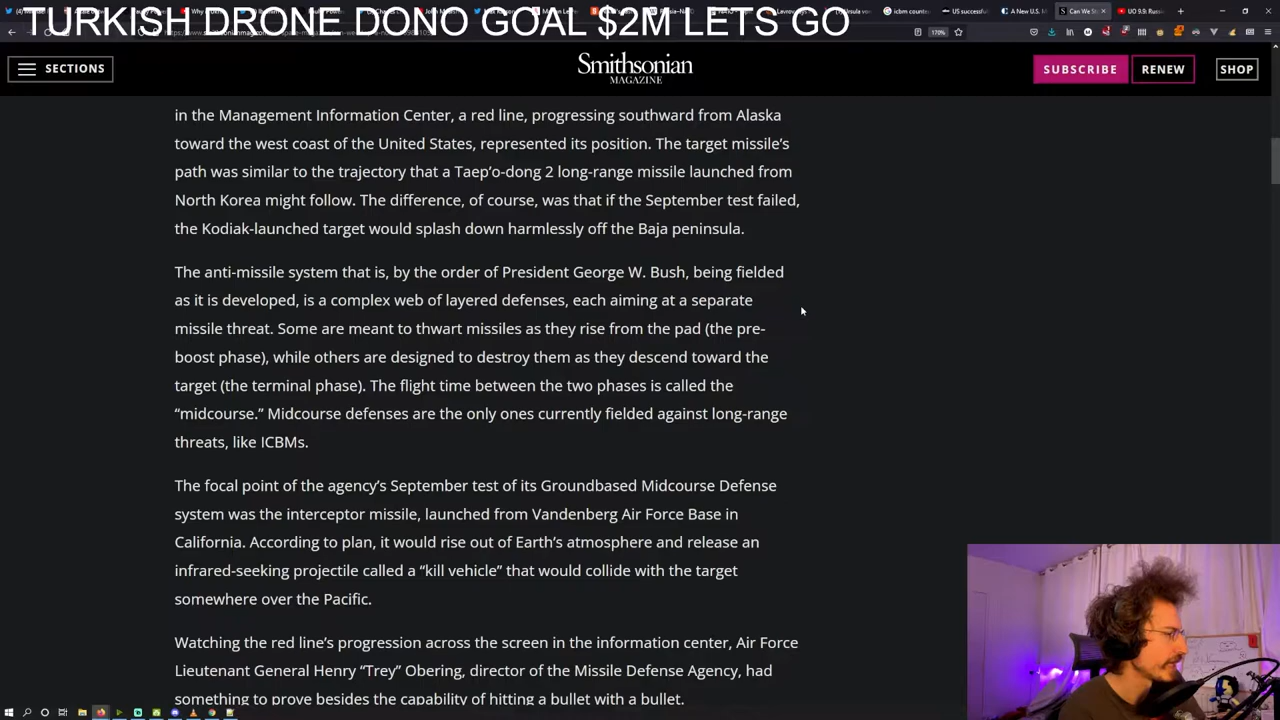 TURKISH DRONE DONO GOAL $2M LETS GO
icbm count
US successf
A New U.S. M
Can We St
UO 9.9: Rus
170%
SECTIONS
Smithsonian
MAGAZINE
SUBSCRIBE
RENEW
SHOP
in the Management Information Center, a red line, progressing southward from Alaska
toward the west coast of the United States, represented its position. The target missile’s
path was similar to the trajectory that a Taep’o-dong 2 long-range missile launched from
North Korea might follow. The difference, of course, was that if the September test failed,
the Kodiak-launched target would splash down harmlessly off the Baja peninsula.
The anti-missile system that is, by the order of President George W. Bush, being fielded
as it is developed, is a complex web of layered defenses, each aiming at a separate
missile threat. Some are meant to thwart missiles as they rise from the pad (the pre-
boost phase), while others are designed to destroy them as they descend toward the
target (the terminal phase). The flight time between the two phases is called the
“midcourse.” Midcourse defenses are the only ones currently fielded against long-range
threats, like ICBMs.
The focal point of the agency’s September test of its Groundbased Midcourse Defense
system was the interceptor missile, launched from Vandenberg Air Force Base in
California. According to plan, it would rise out of Earth’s atmosphere and release an
infrared-seeking projectile called a “kill vehicle” that would collide with the target
somewhere over the Pacific.
Watching the red line’s progression across the screen in the information center, Air Force
Lieutenant General Henry “Trey” Obering, director of the Missile Defense Agency, had
something to prove besides the capability of hitting a bullet with a bullet.